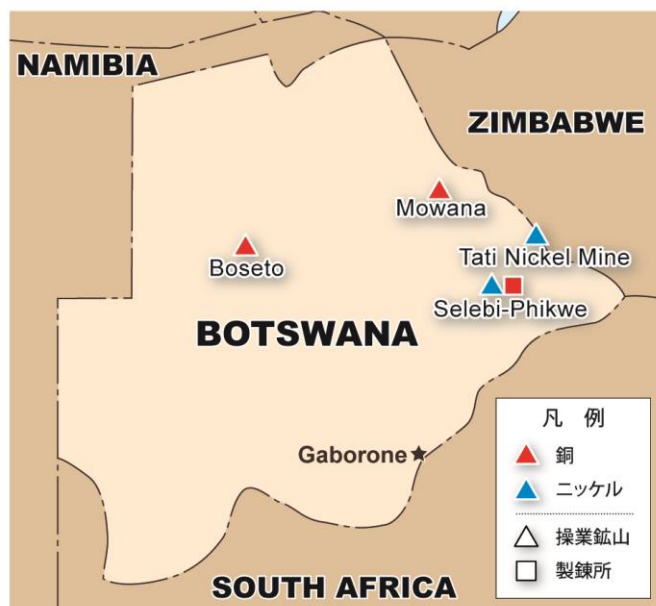 NAMIBIA
ZIMBABWE
Mowana
Tati Nickel Mine
Boseto
Selebi-Phikwe
BOTSWANA
Gaborone
SOUTH AFRICA
凡 例
銅
ニッケル
操業鉱山
製錬所